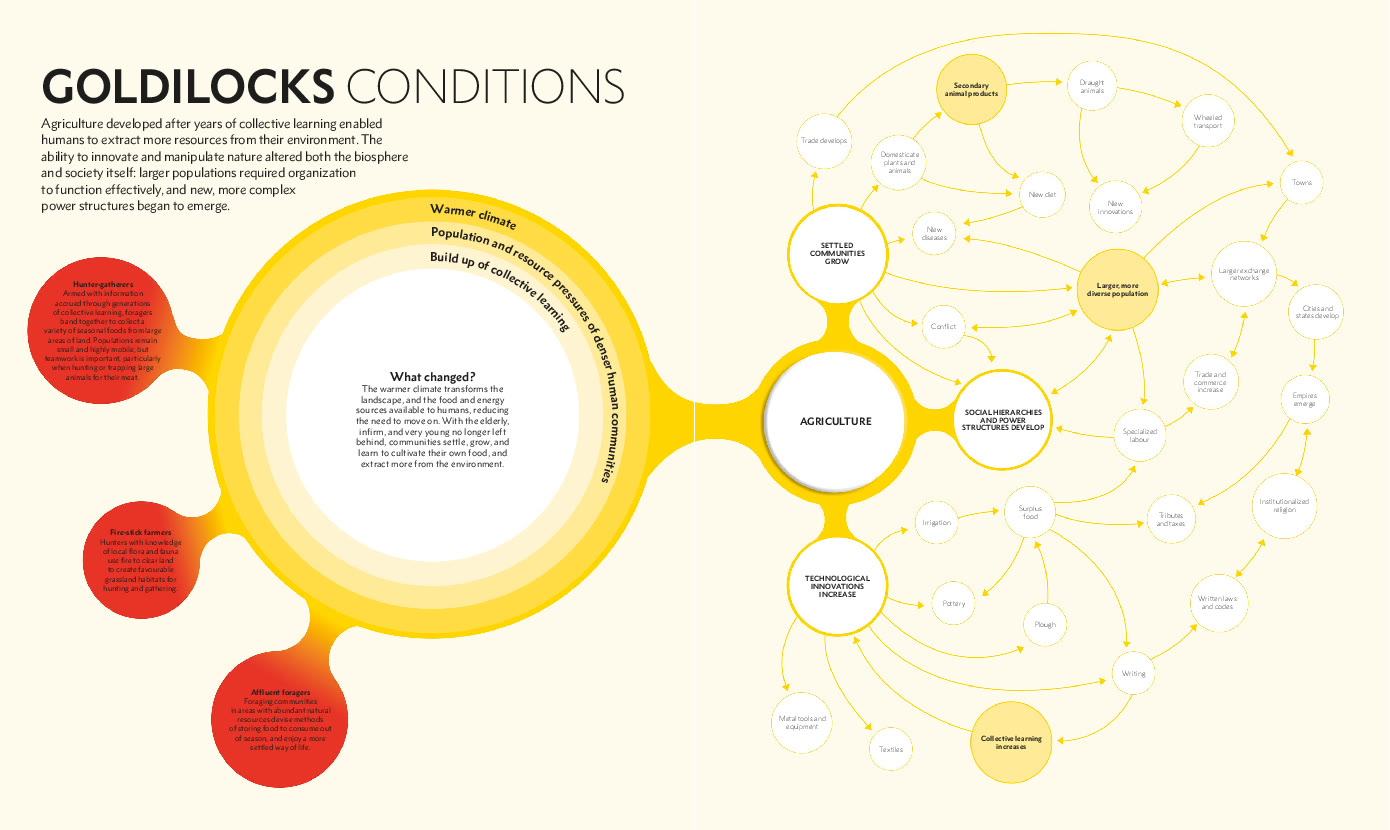 GOLDILOCKS CONDITIONS
Agriculture developed after years of collective learning enabled
humans to extract more resources from their environment. The
ability to innovate and manipulate nature altered both the biosphere
and society itself: larger populations required organization
to function effectively, and new, more complex
power structures began to emerge.
Warmer climate
Population and resource pressures of denser human communities
Build up of collective learning
Hunter-gatherers
Armed with information
accrued through generations
of collective learning, foragers
band together to collect a
variety of seasonal foods from large
areas of land. Populations remain
small and highly mobile, but
teamwork is important, particularly
when hunting or trapping large
animals for their meat.
What changed?
The warmer climate transforms the
landscape, and the food and energy
sources available to humans, reducing
the need to move on. With the elderly,
infirm, and very young no longer left
behind, communities settle, grow, and
learn to cultivate their own food, and
extract more from the environment.
Fire-stick farmers
Hunters with knowledge
of local flora and fauna
use fire to clear land
to create favourable
grassland habitats for
hunting and gathering.
Affluent foragers
Foraging communities
in areas with abundant natural
resources devise methods
of storing food to consume out
of season, and enjoy a more
settled way of life.
AGRICULTURE
SETTLED
COMMUNITIES
GROW
Trade develops
Domesticate
plants and
animals
Secondary
animal products
Draught
animals
Wheeled
transport
New diet
New
innovations
Towns
New
diseases
Larger, more
diverse population
Larger exchange
networks
Cities and
states develop
Conflict
Trade and
commerce
increase
Empires
emerge
SOCIAL HIERARCHIES
AND POWER
STRUCTURES DEVELOP
Specialized
labour
Institutionalized
religion
Irrigation
Surplus
food
Tributes
and taxes
TECHNOLOGICAL
INNOVATIONS
INCREASE
Pottery
Plough
Written laws
and codes
Writing
Metal tools and
equipment
Textiles
Collective learning
increases